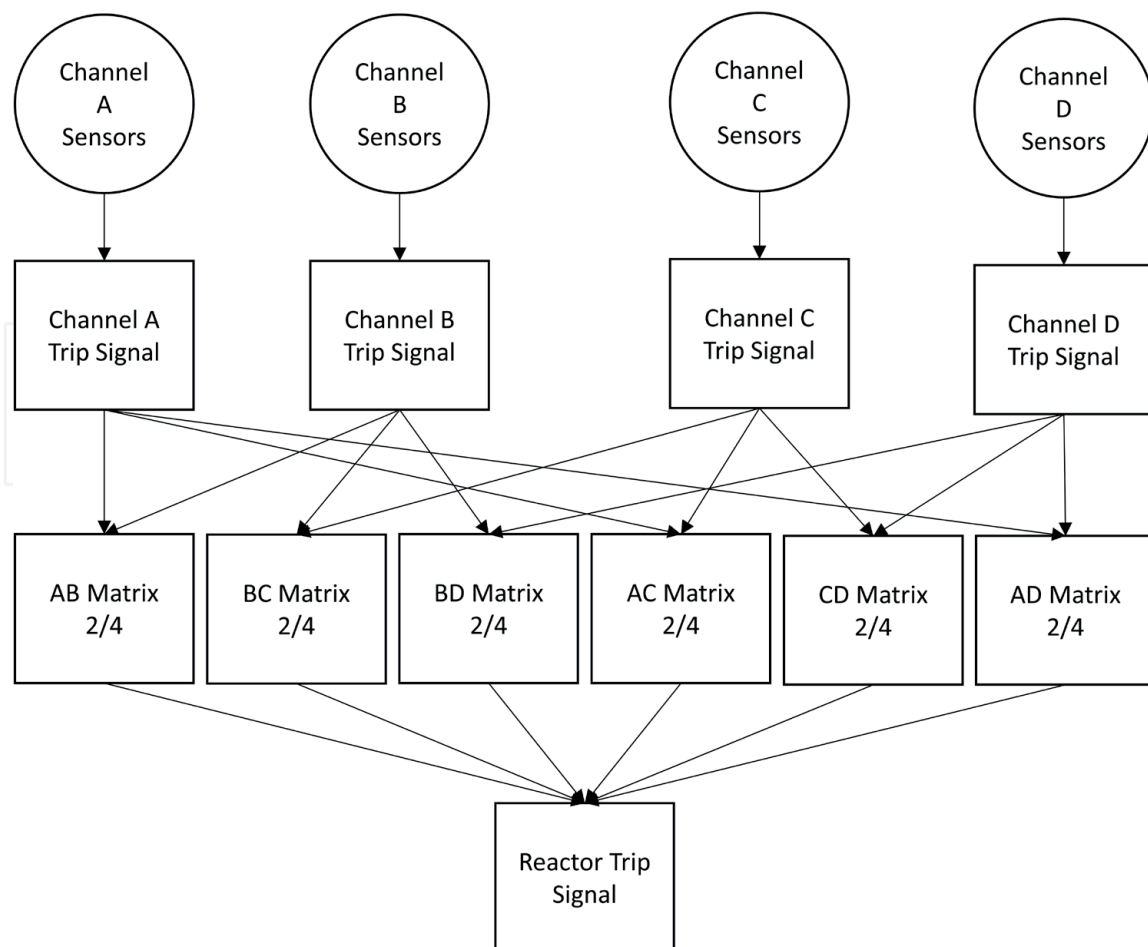 Channel
A
Sensors
Channel
B
Sensors
Channel
C
Sensors
Channel
D
Sensors
Channel A
Trip Signal
Channel B
Trip Signal
Channel C
Trip Signal
Channel D
Trip Signal
AB Matrix
2/4
BC Matrix
2/4
BD Matrix
2/4
AC Matrix
2/4
CD Matrix
2/4
AD Matrix
2/4
Reactor Trip
Signal